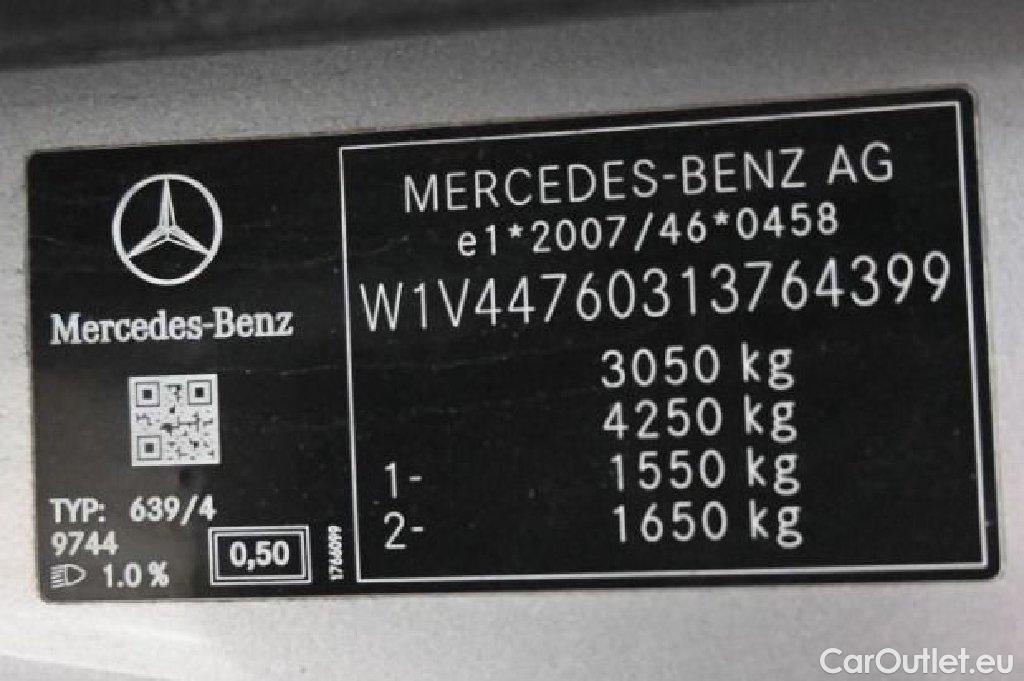 Mercedes-Benz
TYP: 639/4
9744
1.0 %
0,50
1766099
MERCEDES-BENZ AG
e1*2007/46*0458
W1V44760313764399
3050 kg
4250 kg
1- 1550 kg
2- 1650 kg
CarOutlet.eu